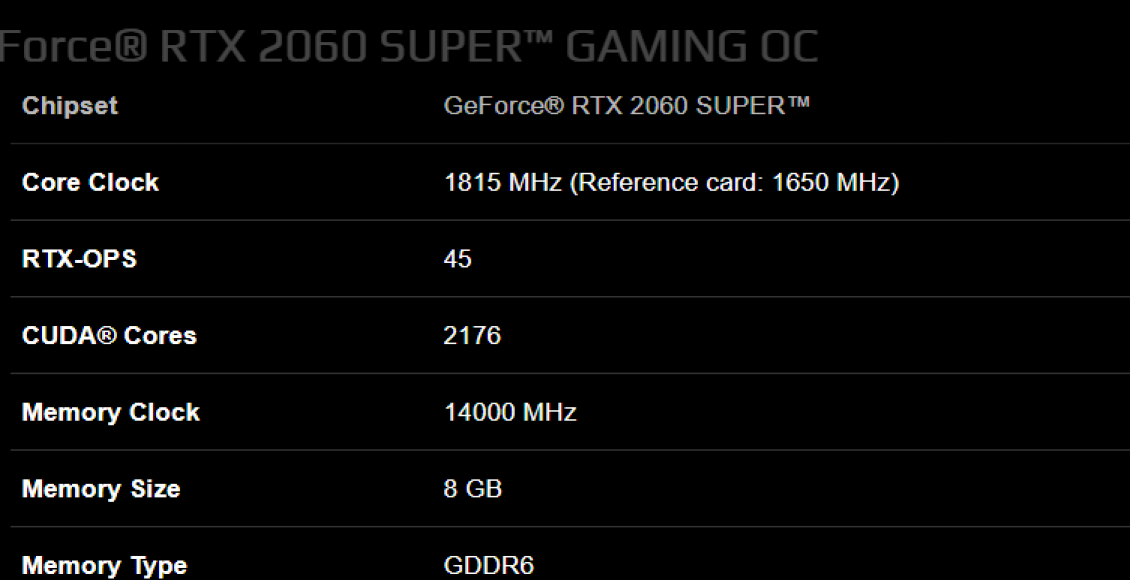 Force® RTX 2060 SUPER™ GAMING OC
Chipset GeForce® RTX 2060 SUPER™
Core Clock 1815 MHz (Reference card: 1650 MHz)
RTX-OPS 45
CUDA® Cores 2176
Memory Clock 14000 MHz
Memory Size 8 GB
Memory Type GDDR6